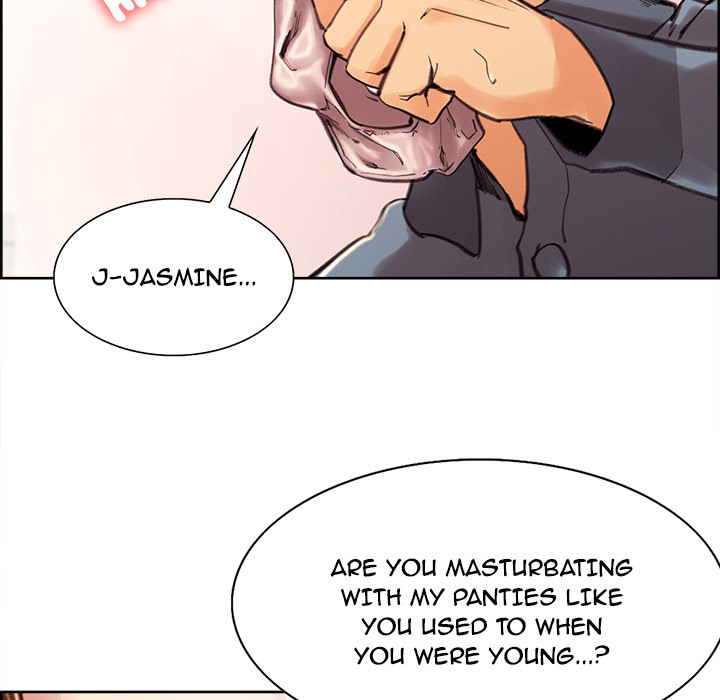 J-JASMINE...
ARE YOU MASTURBATING
WITH MY PANTIES LIKE
YOU USED TO WHEN
YOU WERE YOUNG...?